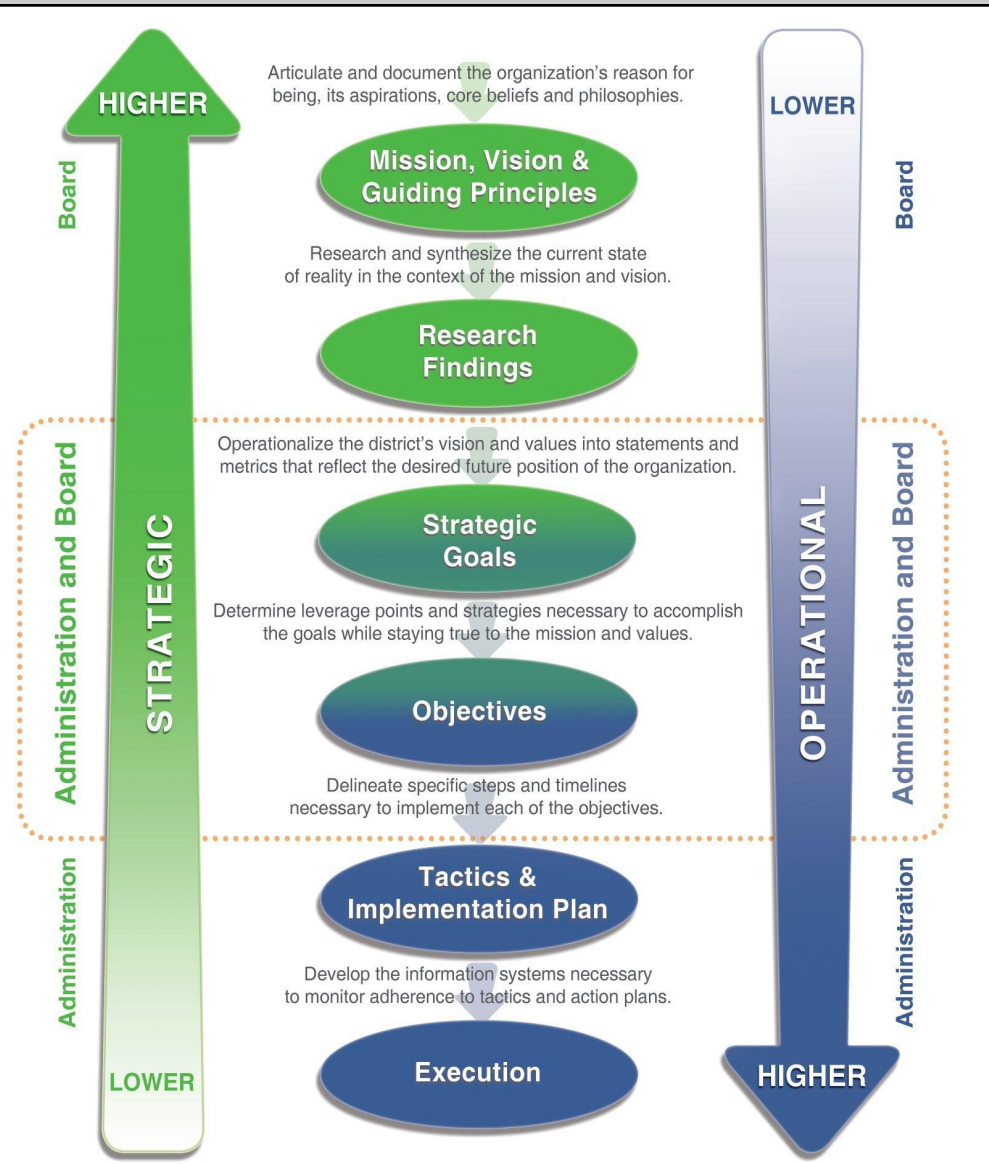 HIGHER
LOWER
Articulate and document the organization's reason for
being, its aspirations, core beliefs and philosophies.
Board
Board
Mission, Vision &
Guiding Principles
Research and synthesize the current state
of reality in the context of the mission and vision.
Research
Findings
Administration and Board
STRATEGIC
Operationalize the district's vision and values into statements and
metrics that reflect the desired future position of the organization.
Strategic
Goals
Determine leverage points and strategies necessary to accomplish
the goals while staying true to the mission and values.
Objectives
Delineate specific steps and timelines
necessary to implement each of the objectives.
OPERATIONAL
Administration and Board
Administration
Tactics &
Implementation Plan
Develop the information systems necessary
to monitor adherence to tactics and action plans.
Execution
Administration
LOWER
HIGHER